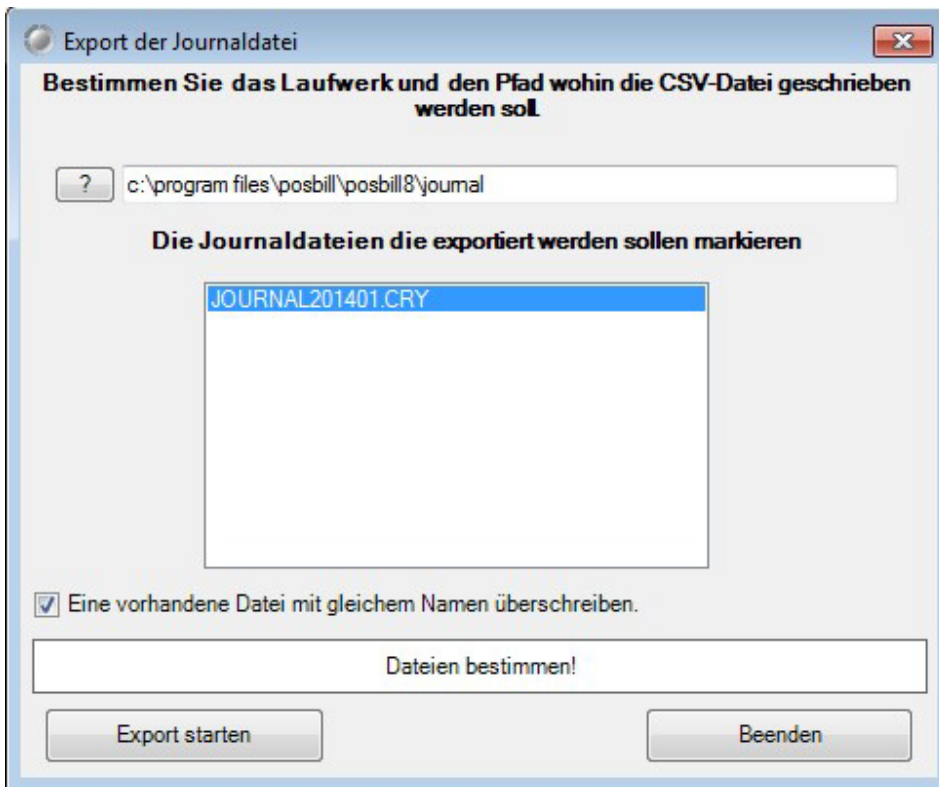 Export der Journaldatei
Bestimmen Sie das Laufwerk und den Pfad wohin die CSV-Datei geschrieben
werden soll.
?
c:\program files\posbill\posbill8\journal
Die Journaldateien die exportiert werden sollen markieren
JOURNAL201401.CRY
Eine vorhandene Datei mit gleichem Namen überschreiben.
Dateien bestimmen!
Export starten
Beenden